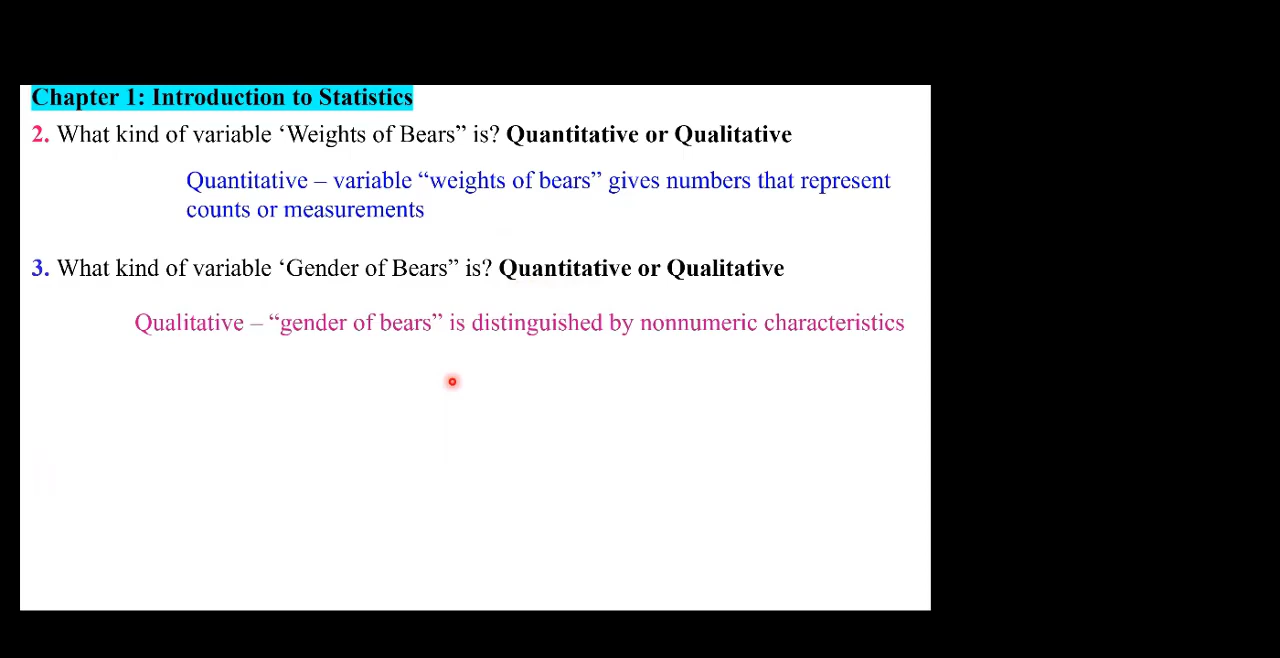 Chapter 1: Introduction to Statistics
2. What kind of variable ‘Weights of Bears” is? Quantitative or Qualitative
Quantitative – variable “weights of bears” gives numbers that represent
counts or measurements
3. What kind of variable ‘Gender of Bears” is? Quantitative or Qualitative
Qualitative – “gender of bears” is distinguished by nonnumeric characteristics